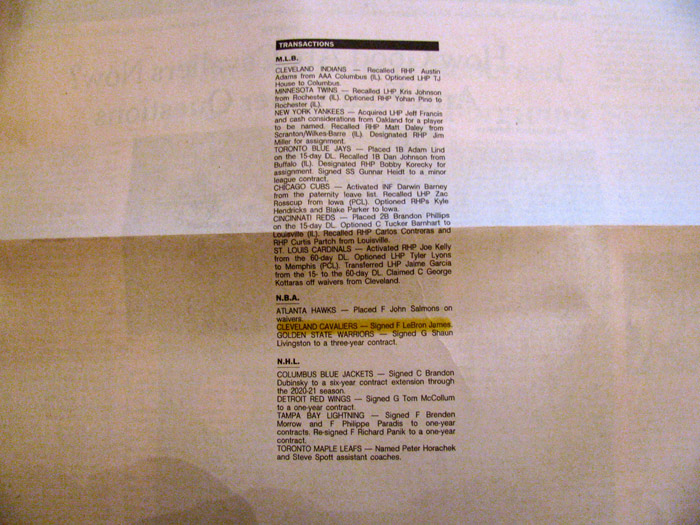 TRANSACTIONS
M.L.B.
CLEVELAND INDIANS — Recalled RHP Austin
Adams from AAA Columbus (IL). Optioned LHP TJ
House to Columbus.
MINNESOTA TWINS — Recalled LHP Kris Johnson
from Rochester (IL). Optioned RHP Yohan Pino to
Rochester (IL).
NEW YORK YANKEES — Acquired LHP Jeff Francis
and cash considerations from Oakland for a player
to be named. Recalled RHP Matt Daley from
Scranton/Wilkes-Barre (IL). Designated RHP Jim
Miller for assignment.
TORONTO BLUE JAYS — Placed 1B Adam Lind
on the 15-day DL. Recalled 1B Dan Johnson from
Buffalo (IL). Designated RHP Bobby Korecky for
assignment. Signed SS Gunnar Heidt to a minor
league contract.
CHICAGO CUBS — Activated INF Darwin Barney
from the paternity leave list. Recalled LHP Zac
Rosscup from Iowa (PCL). Optioned RHPs Kyle
Hendricks and Blake Parker to Iowa.
CINCINNATI REDS — Placed 2B Brandon Phillips
on the 15-day DL. Optioned C Tucker Barnhart to
Louisville (IL). Recalled RHP Carlos Contreras and
RHP Curtis Partch from Louisville.
ST. LOUIS CARDINALS — Activated RHP Joe Kelly
from the 60-day DL. Optioned LHP Tyler Lyons
to Memphis (PCL). Transferred LHP Jaime Garcia
from the 15- to the 60-day DL. Claimed C George
Kottaras off waivers from Cleveland.
N.B.A.
ATLANTA HAWKS — Placed F John Salmons on
waivers.
CLEVELAND CAVALIERS — Signed F LeBron James.
GOLDEN STATE WARRIORS — Signed G Shaun
Livingston to a three-year contract.
N.H.L.
COLUMBUS BLUE JACKETS — Signed C Brandon
Dubinsky to a six-year contract extension through
the 2020-21 season.
DETROIT RED WINGS — Signed G Tom McCollum
to a one-year contract.
TAMPA BAY LIGHTNING — Signed F Brenden
Morrow and F Philippe Paradis to one-year
contracts. Re-signed F Richard Panik to a one-year
contract.
TORONTO MAPLE LEAFS — Named Peter Horachek
and Steve Spott assistant coaches.